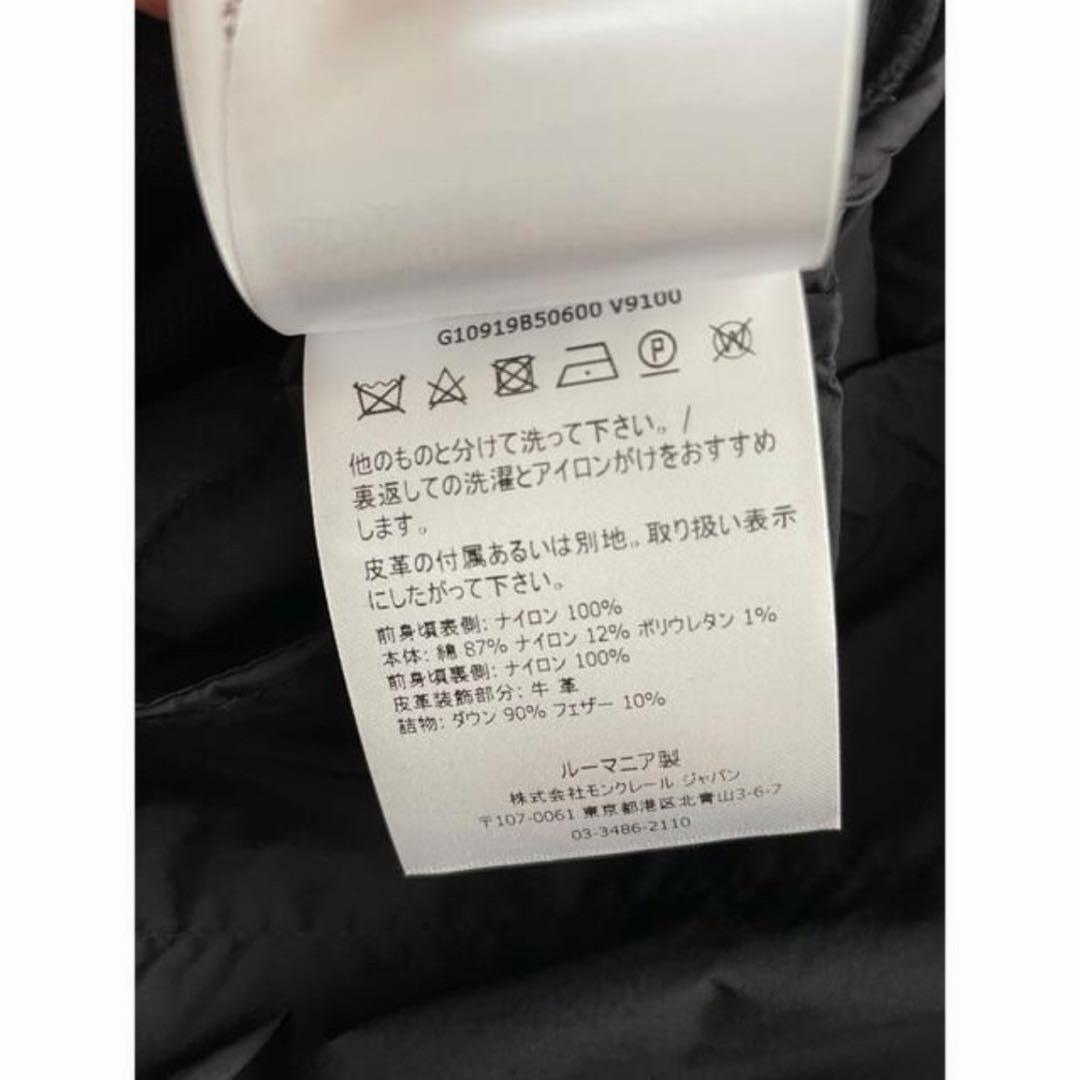 G10919B50600 V9100
他のものと分けて洗って下さい。/
裏返しての洗濯とアイロンがけをおすすめ
します。
皮革の付属あるいは別地。, 取り扱い表示
にしたがって下さい。
前身頃表側: ナイロン 100%
本体: 綿 87% ナイロン 12% ポリウレタン 1%
前身頃裏側: ナイロン 100%
皮革装飾部分: 牛 革
詰物: ダウン 90% フェザー 10%
ルーマニア製
株式会社モンクレール ジャパン
〒107-0061 東京都港区北青山3-6-7
03-3486-2110